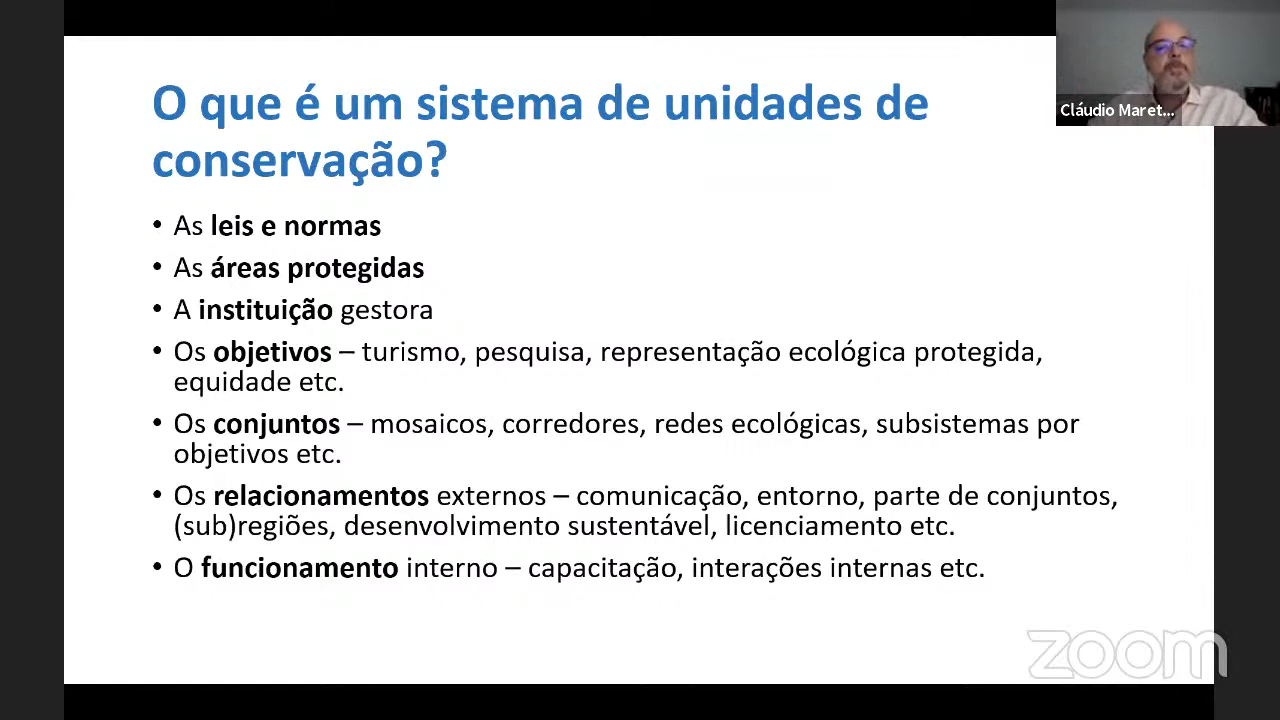 O que é um sistema de unidades de
conservação?
Cláudio Maret...
• As leis e normas
• As áreas protegidas
• A instituição gestora
• Os objetivos – turismo, pesquisa, representação ecológica protegida,
equidade etc.
• Os conjuntos – mosaicos, corredores, redes ecológicas, subsistemas por
objetivos etc.
• Os relacionamentos externos – comunicação, entorno, parte de conjuntos,
(sub)regiões, desenvolvimento sustentável, licenciamento etc.
• O funcionamento interno – capacitação, interações internas etc.
zoom